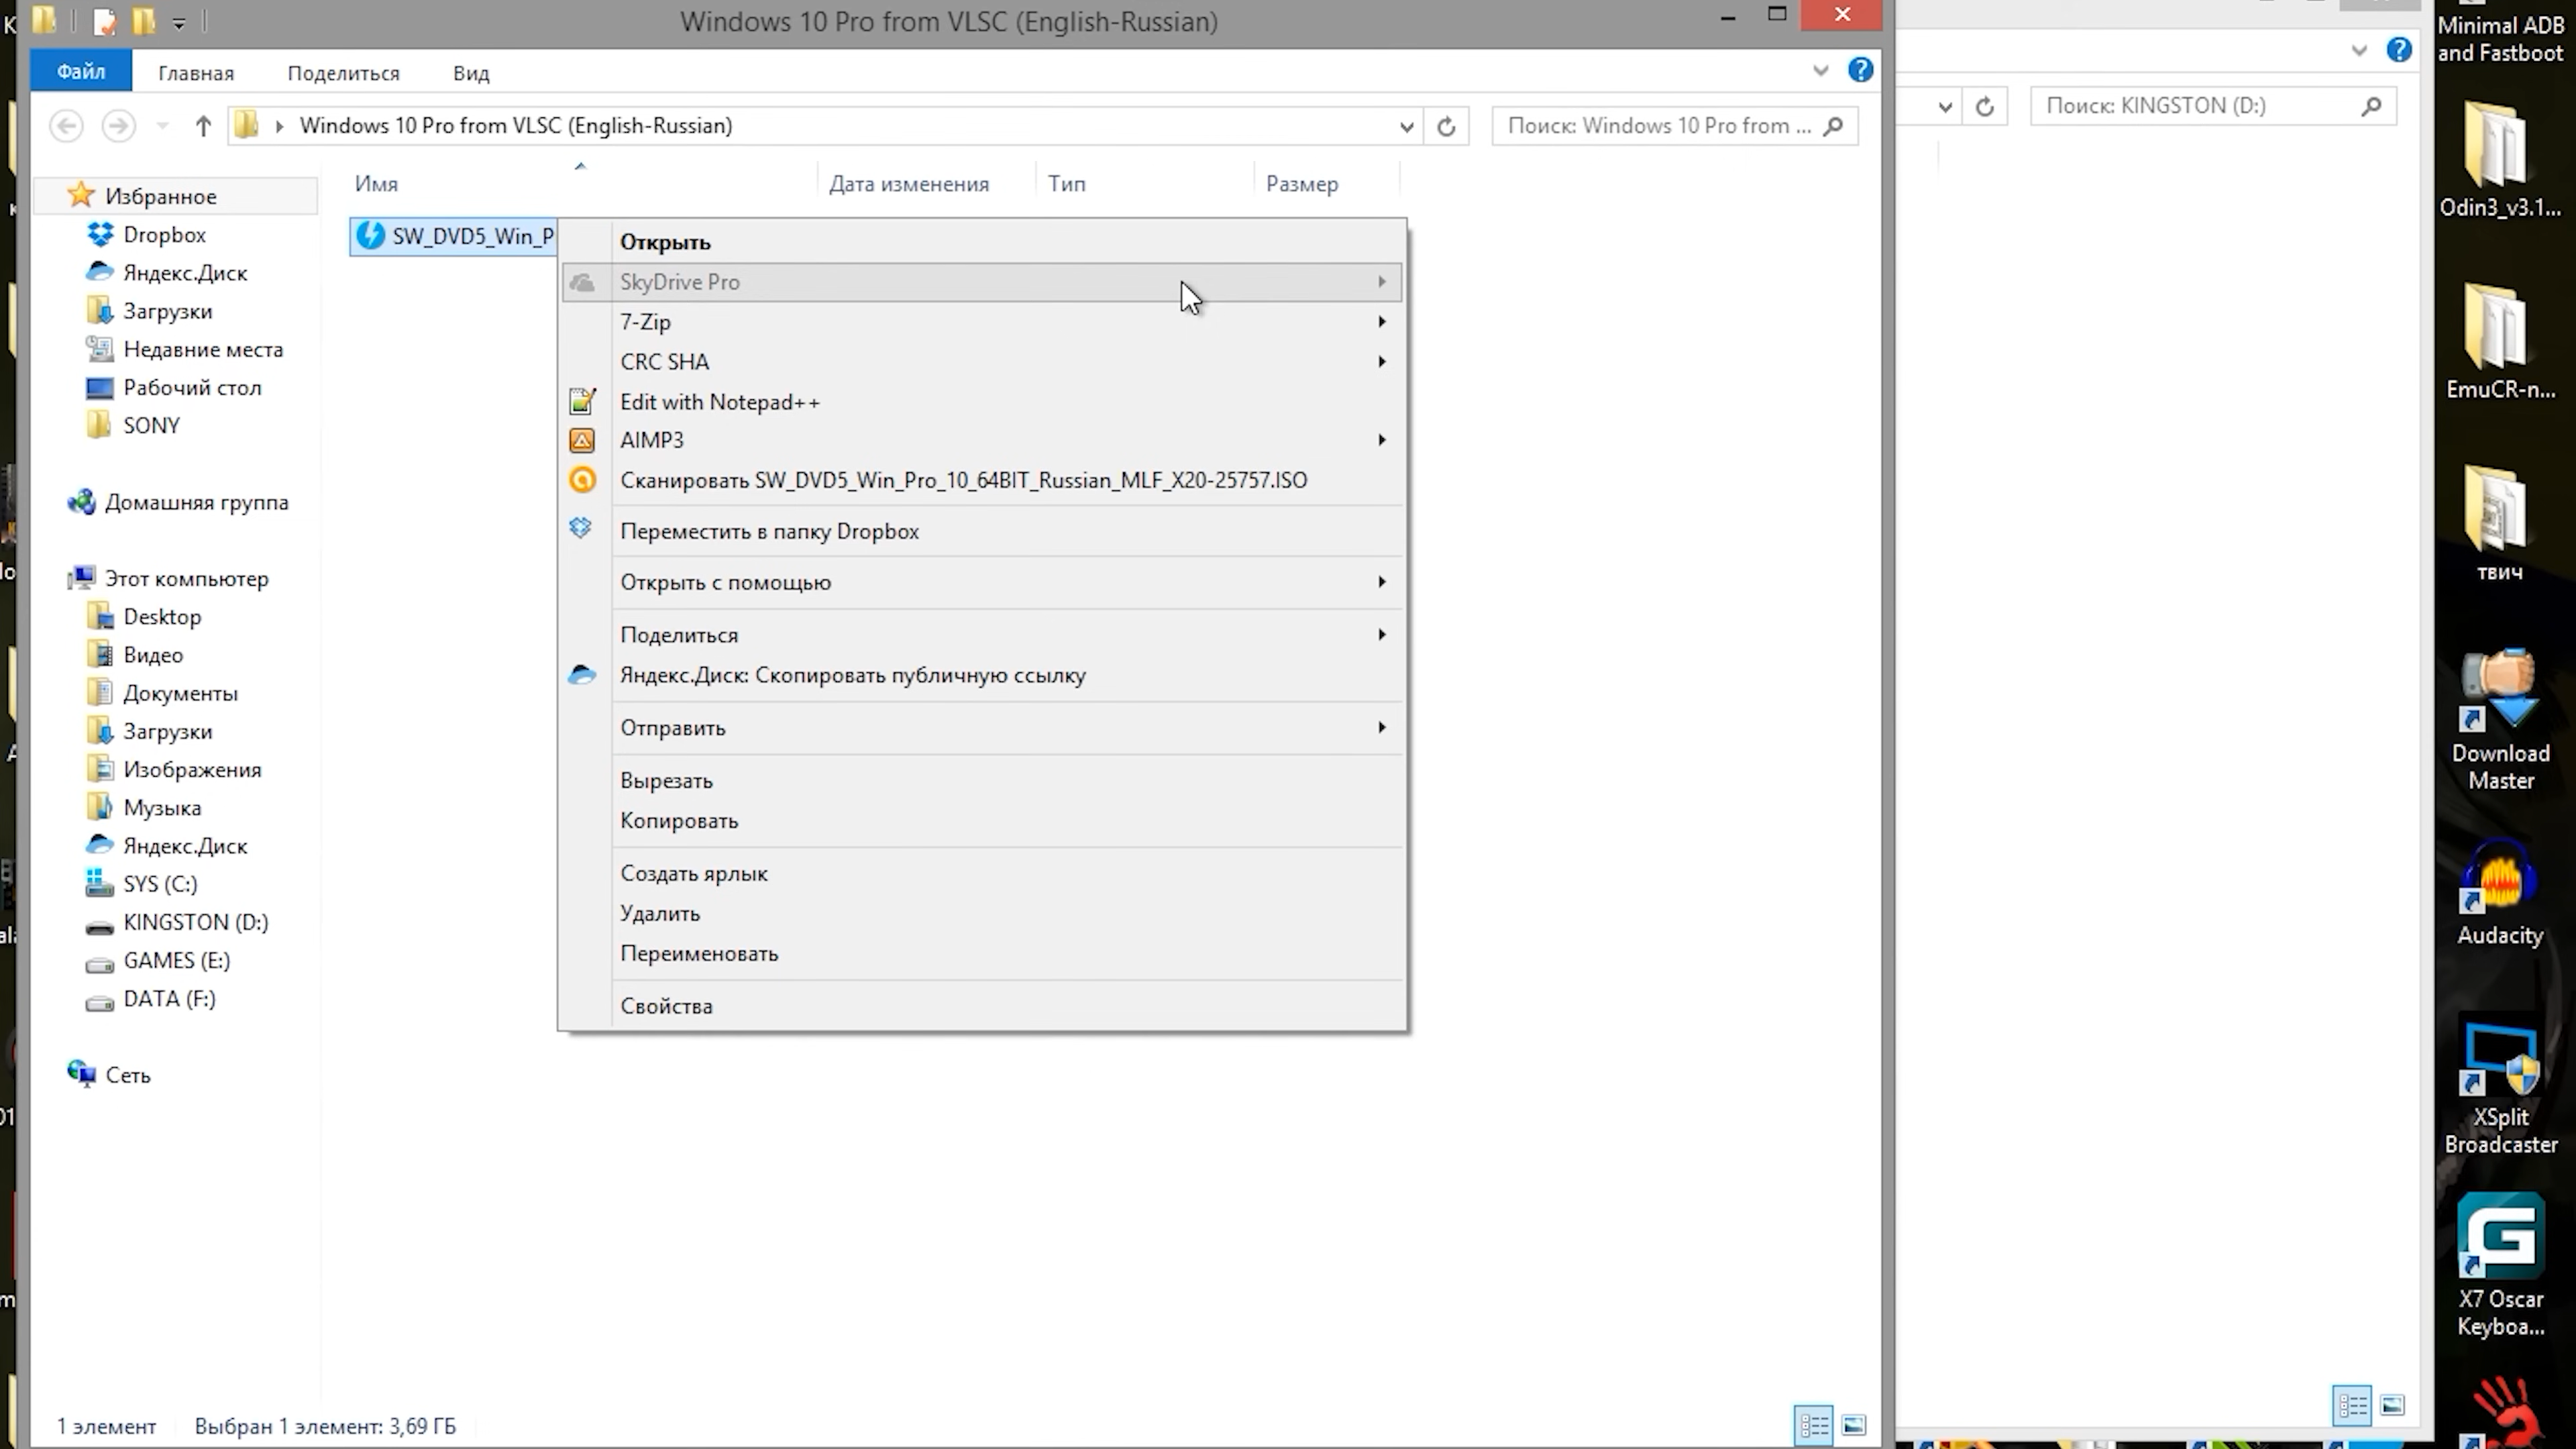 Windows 10 Pro from VLSC (English-Russian)
Файл
Главная
Поделиться
Вид
Windows 10 Pro from VLSC (English-Russian)
Поиск: Windows 10 Pro from ...
Поиск: KINGSTON (D:)
Имя
Дата изменения
Тип
Размер
SW_DVD5_Win_P
Избранное
Dropbox
Яндекс.Диск
Загрузки
Недавние места
Рабочий стол
SONY
Домашняя группа
Этот компьютер
Desktop
Видео
Документы
Загрузки
Изображения
Музыка
Яндекс.Диск
SYS (C:)
KINGSTON (D:)
GAMES (E:)
DATA (F:)
Сеть
Открыть
SkyDrive Pro
7-Zip
CRC SHA
Edit with Notepad++
AIMP3
Сканировать SW_DVD5_Win_Pro_10_64BIT_Russian_MLF_X20-25757.ISO
Переместить в папку Dropbox
Открыть с помощью
Поделиться
Яндекс.Диск: Скопировать публичную ссылку
Отправить
Вырезать
Копировать
Создать ярлык
Удалить
Переименовать
Свойства
1 элемент
Выбран 1 элемент: 3,69 ГБ
Minimal ADB
and Fastboot
Odin3_v3.1...
EmuCR-n...
твич
Download
Master
Audacity
XSplit
Broadcaster
X7 Oscar
Keyboa...